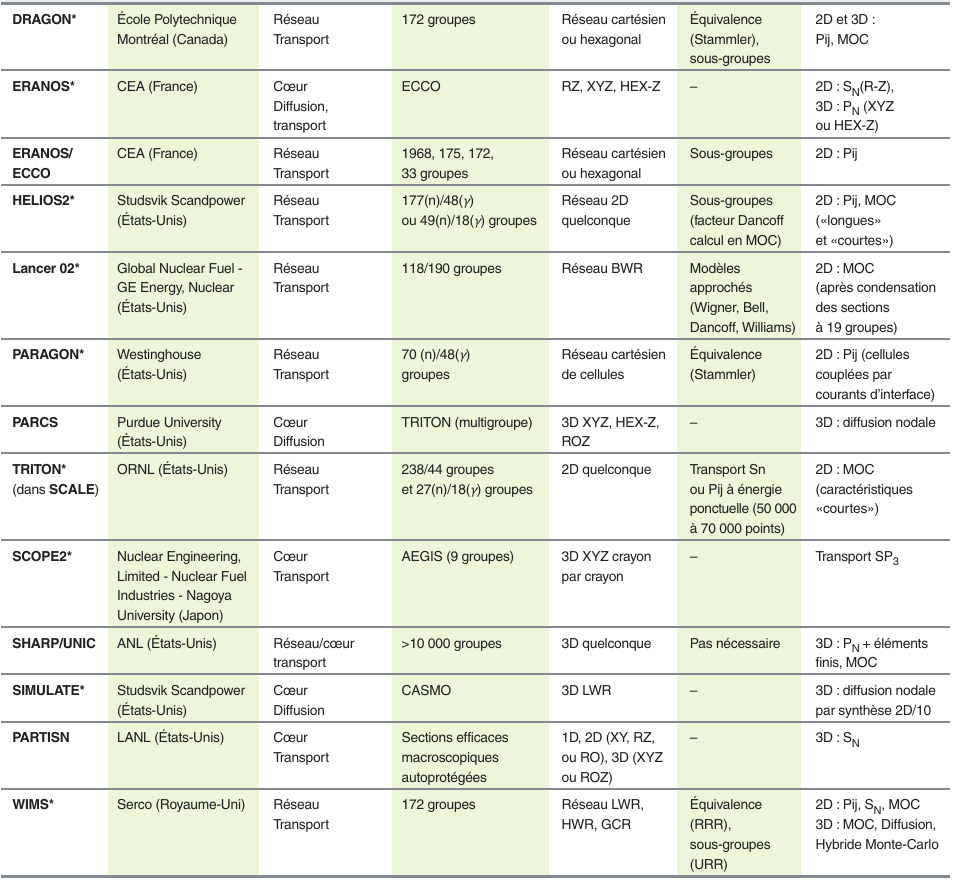 DRAGON* École Polytechnique Réseau 172 groupes Réseau cartésien Équivalence 2D et 3D :
Montréal (Canada) Transport ou hexagonal (Stammler), Pij, MOC
sous-groupes
ERANOS* CEA (France) Cœur ECCO RZ, XYZ, HEX-Z – 2D : SN(R-Z),
Diffusion, 3D : PN (XYZ
transport ou HEX-Z)
ERANOS/ CEA (France) Réseau 1968, 175, 172, Réseau cartésien Sous-groupes 2D : Pij
ECCO Transport 33 groupes ou hexagonal
HELIOS2* Studsvik Scandpower Réseau 177(n)/48(γ) Réseau 2D Sous-groupes 2D : Pij, MOC
(États-Unis) Transport ou 49(n)/18(γ) groupes quelconque (facteur Dancoff («longues»
calcul en MOC) et «courtes»)
Lancer 02* Global Nuclear Fuel - Réseau 118/190 groupes Réseau BWR Modèles 2D : MOC
GE Energy, Nuclear Transport approchés (après condensation
(États-Unis) (Wigner, Bell, des sections
Dancoff, Williams) à 19 groupes)
PARAGON* Westinghouse Réseau 70 (n)/48(γ) Réseau cartésien Équivalence 2D : Pij (cellules
(États-Unis) Transport groupes de cellules (Stammler) couplées par
courants d'interface)
PARCS Purdue University Cœur TRITON (multigroupe) 3D XYZ, HEX-Z, – 3D : diffusion nodale
(États-Unis) Diffusion ROZ
TRITON* ORNL (États-Unis) Réseau 238/44 groupes 2D quelconque Transport Sn 2D : MOC
(dans SCALE) Transport et 27(n)/18(γ) groupes ou Pij à énergie (caractéristiques
ponctuelle (50 000 «courtes»)
à 70 000 points)
SCOPE2* Nuclear Engineering, Cœur AEGIS (9 groupes) 3D XYZ crayon – Transport SP3
Limited - Nuclear Fuel Transport par crayon
Industries - Nagoya
University (Japon)
SHARP/UNIC ANL (États-Unis) Réseau/cœur >10 000 groupes 3D quelconque Pas nécessaire 3D : PN + éléments
transport finis, MOC
SIMULATE* Studsvik Scandpower Cœur CASMO 3D LWR – 3D : diffusion nodale
(États-Unis) Diffusion par synthèse 2D/10
PARTISN LANL (États-Unis) Cœur Sections efficaces 1D, 2D (XY, RZ, – 3D : SN
Transport macroscopiques ou RO), 3D (XYZ
autoprotégées ou ROZ)
WIMS* Serco (Royaume-Uni) Réseau 172 groupes Réseau LWR, Équivalence 2D : Pij, SN, MOC
Transport HWR, GCR (RRR), 3D : MOC, Diffusion,
sous-groupes Hybride Monte-Carlo
(URR)